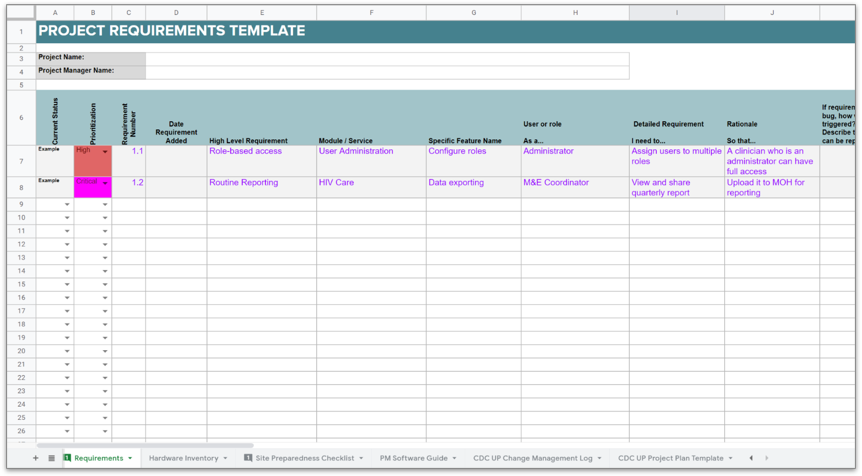 A B C D E F G H I J
1 PROJECT REQUIREMENTS TEMPLATE
2
3 Project Name:
4 Project Manager Name:
5
6 Current Status Prioritization Requirement Number Date Requirement Added High Level Requirement Module / Service Specific Feature Name User or role As a... Detailed Requirement I need to... Rationale So that...
If requiren
bug, how
triggered?
Describe t
can be rep
7 Example High 1.1 Role-based access User Administration Configure roles Administrator Assign users to multiple roles A clinician who is an administrator can have full access
8 Example Critical 1.2 Routine Reporting HIV Care Data exporting M&E Coordinator View and share quarterly report Upload it to MOH for reporting
9
10
11
12
13
14
15
16
17
18
19
20
21
22
23
24
25
26
1 Requirements Hardware Inventory 1 Site Preparedness Checklist PM Software Guide CDC UP Change Management Log CDC UP Project Plan Template